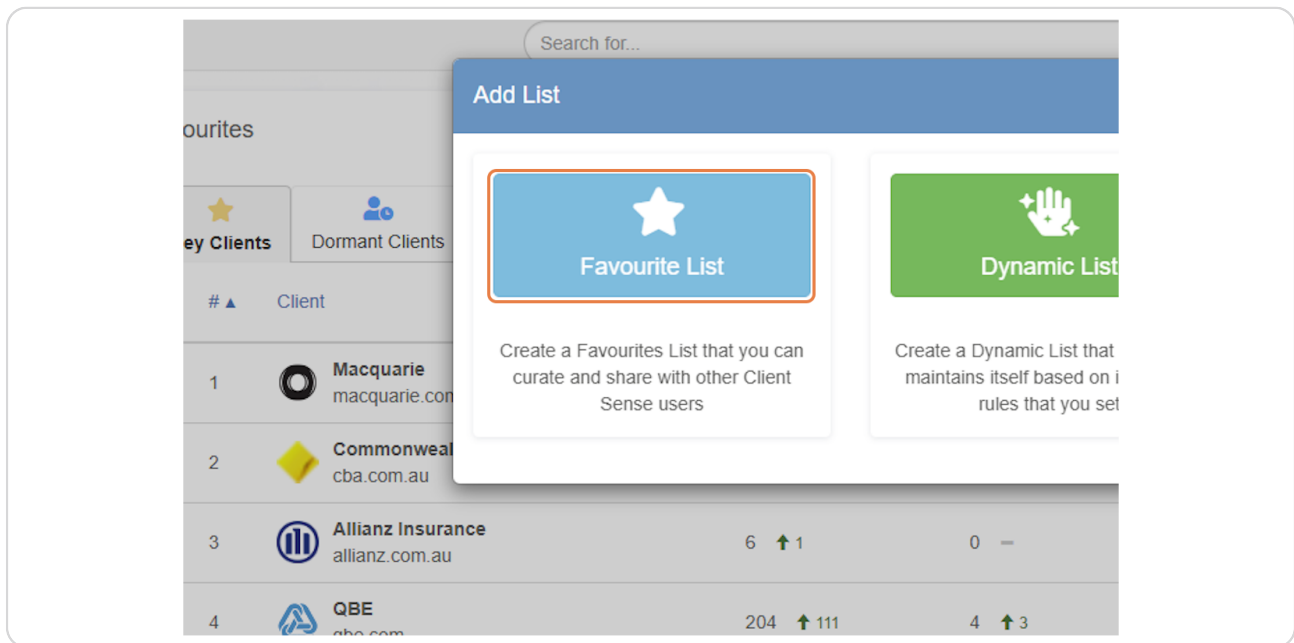 Search for...
Add List
ourites
ey Clients
Dormant Clients
Favourite List
Dynamic List
# ▲ Client
Create a Favourites List that you can
curate and share with other Client
Sense users
Create a Dynamic List that
maintains itself based on i
rules that you set
1 Macquarie
macquarie.con
2 Commonweal
cba.com.au
3 Allianz Insurance
allianz.com.au
6 ↑ 1 0 –
4 QBE
qbe.com
204 ↑ 111 4 ↑ 3